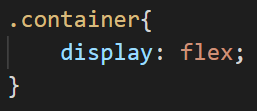 .container{
    display: flex;
}